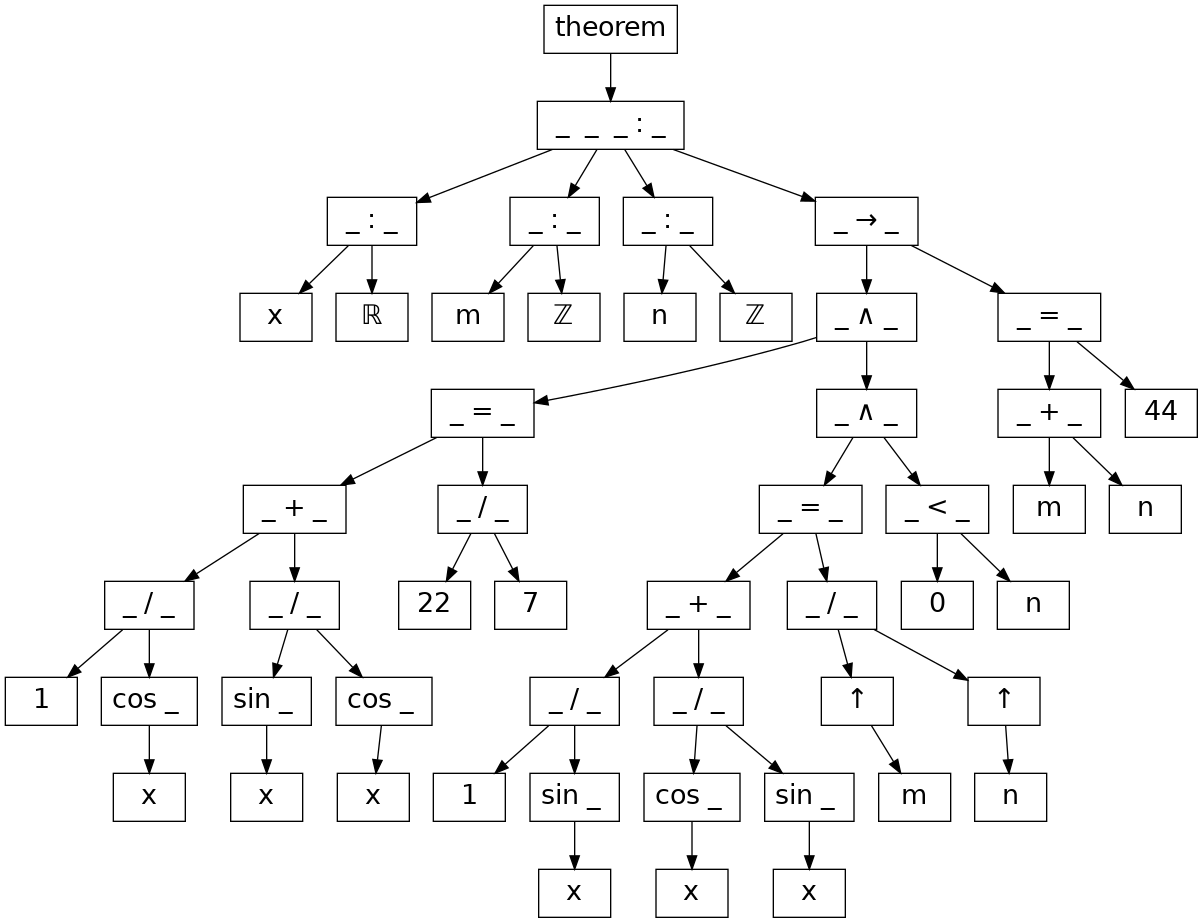 theorem
_ _ _ : _
_ : _ _ : _ _ : _ _ → _
x ℝ m ℤ n ℤ _ ∧ _ _ = _
_ = _ _ ∧ _ _ + _ 44
_ + _ _ / _ _ = _ _ < _ m n
_ / _ _ / _ 22 7 _ + _ _ / _ 0 n
1 cos _ sin _ cos _ _ / _ _ / _ ↑ ↑
x x x 1 sin _ cos _ sin _ m n
x x x